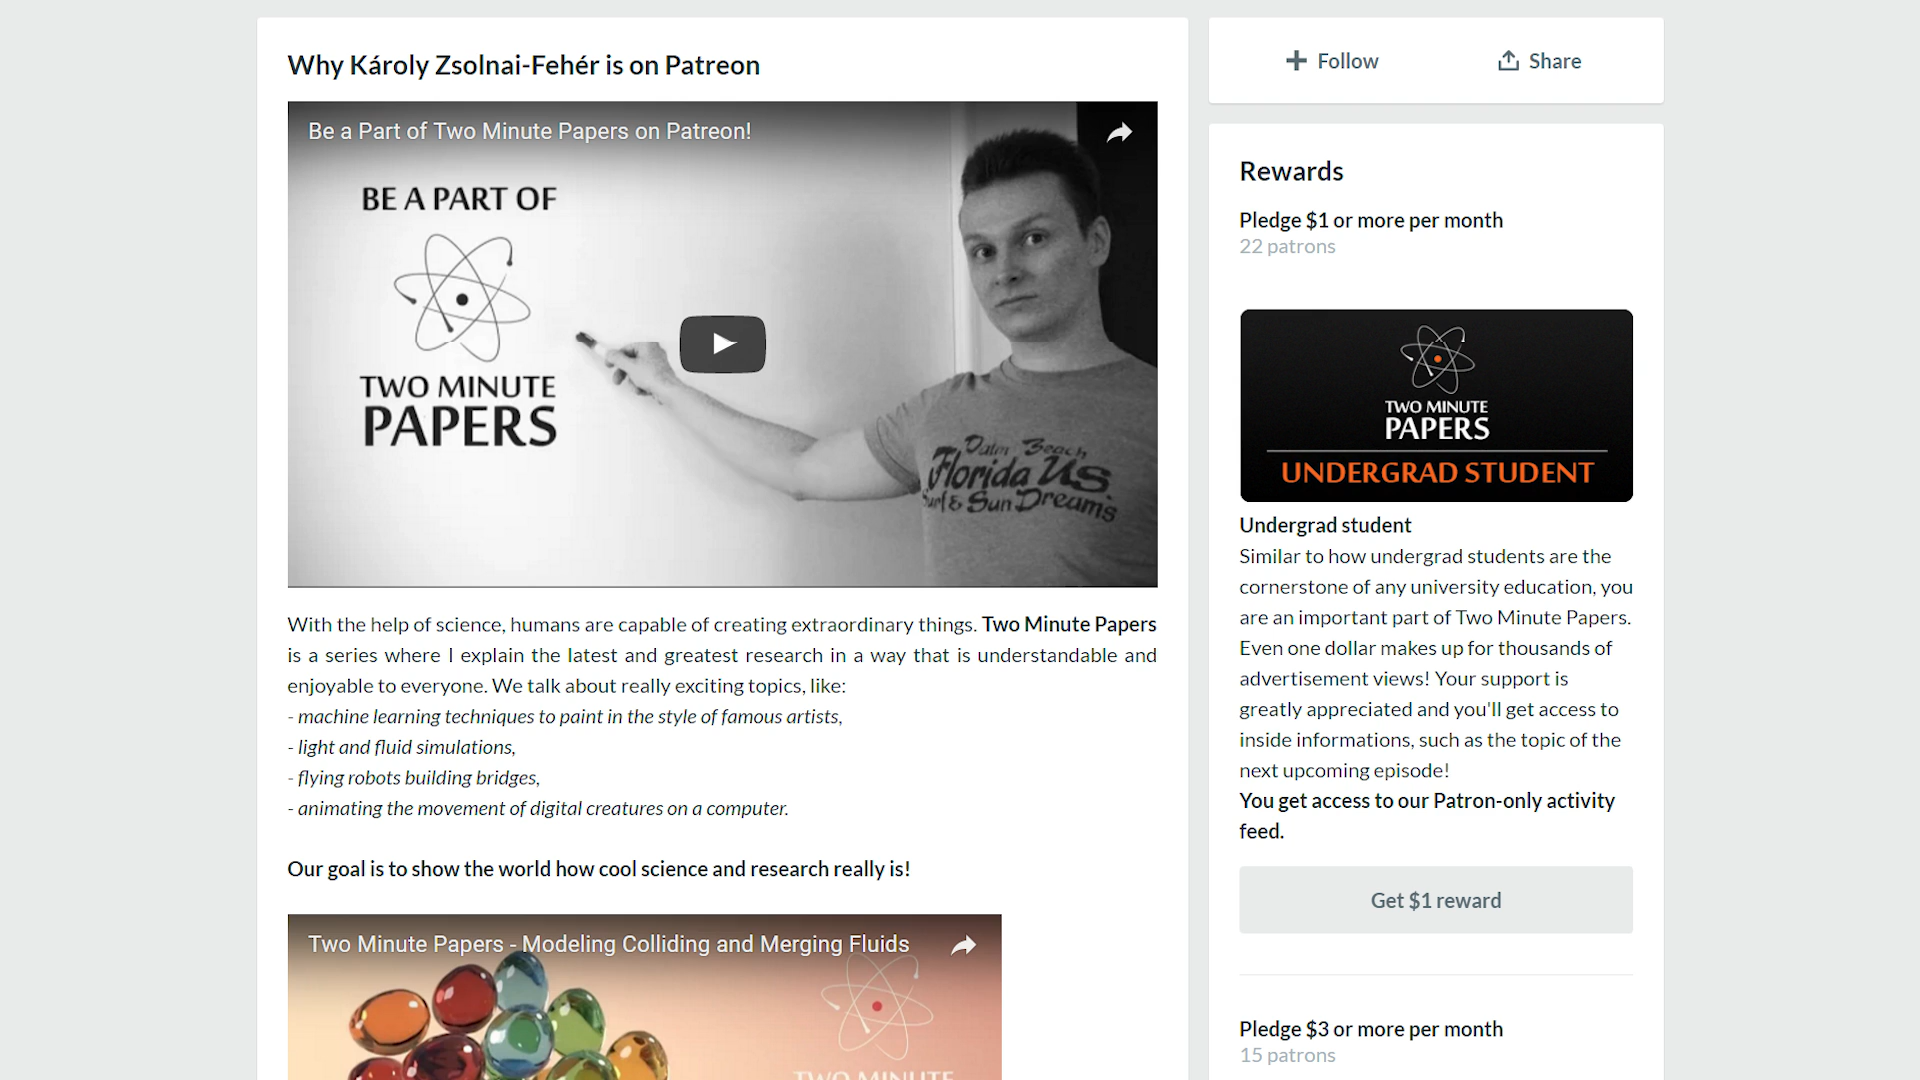 Why Károly Zsolnai-Fehér is on Patreon
Be a Part of Two Minute Papers on Patreon!
BE A PART OF
TWO MINUTE
PAPERS
Palm Beach
Florida US.
Surf & Sun Dreams
With the help of science, humans are capable of creating extraordinary things. Two Minute Papers
is a series where I explain the latest and greatest research in a way that is understandable and
enjoyable to everyone. We talk about really exciting topics, like:
- machine learning techniques to paint in the style of famous artists,
- light and fluid simulations,
- flying robots building bridges,
- animating the movement of digital creatures on a computer.
Our goal is to show the world how cool science and research really is!
Two Minute Papers - Modeling Colliding and Merging Fluids
TWO MINUTE
Follow
Share
Rewards
Pledge $1 or more per month
22 patrons
TWO MINUTE
PAPERS
UNDERGRAD STUDENT
Undergrad student
Similar to how undergrad students are the
cornerstone of any university education, you
are an important part of Two Minute Papers.
Even one dollar makes up for thousands of
advertisement views! Your support is
greatly appreciated and you'll get access to
inside informations, such as the topic of the
next upcoming episode!
You get access to our Patron-only activity
feed.
Get $1 reward
Pledge $3 or more per month
15 patrons